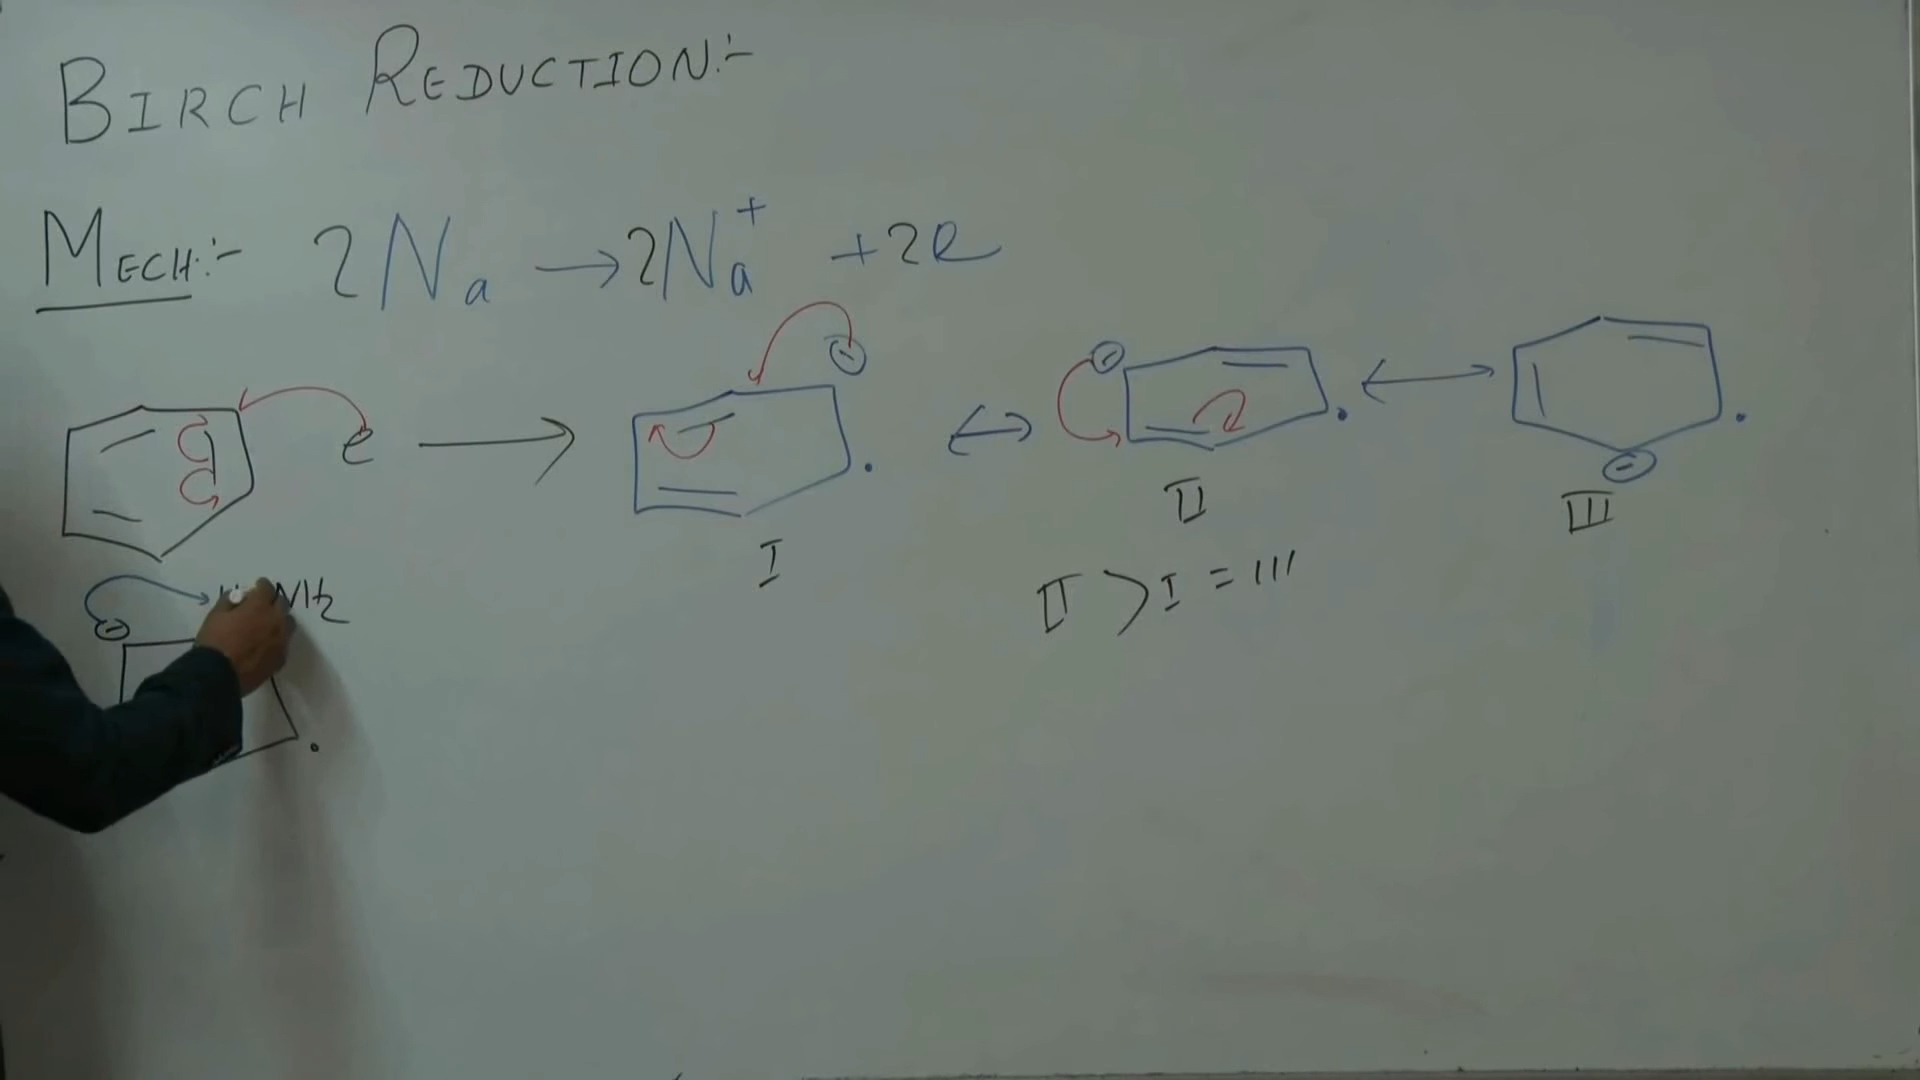 BIRCH REDUCTION:-
MECH:- 2Na → 2Na⁺ + 2e
e → ⊖ . ↔ ⊖ . ↔ ⊖ .
I II III
II > I = III
⊖ NH2
.